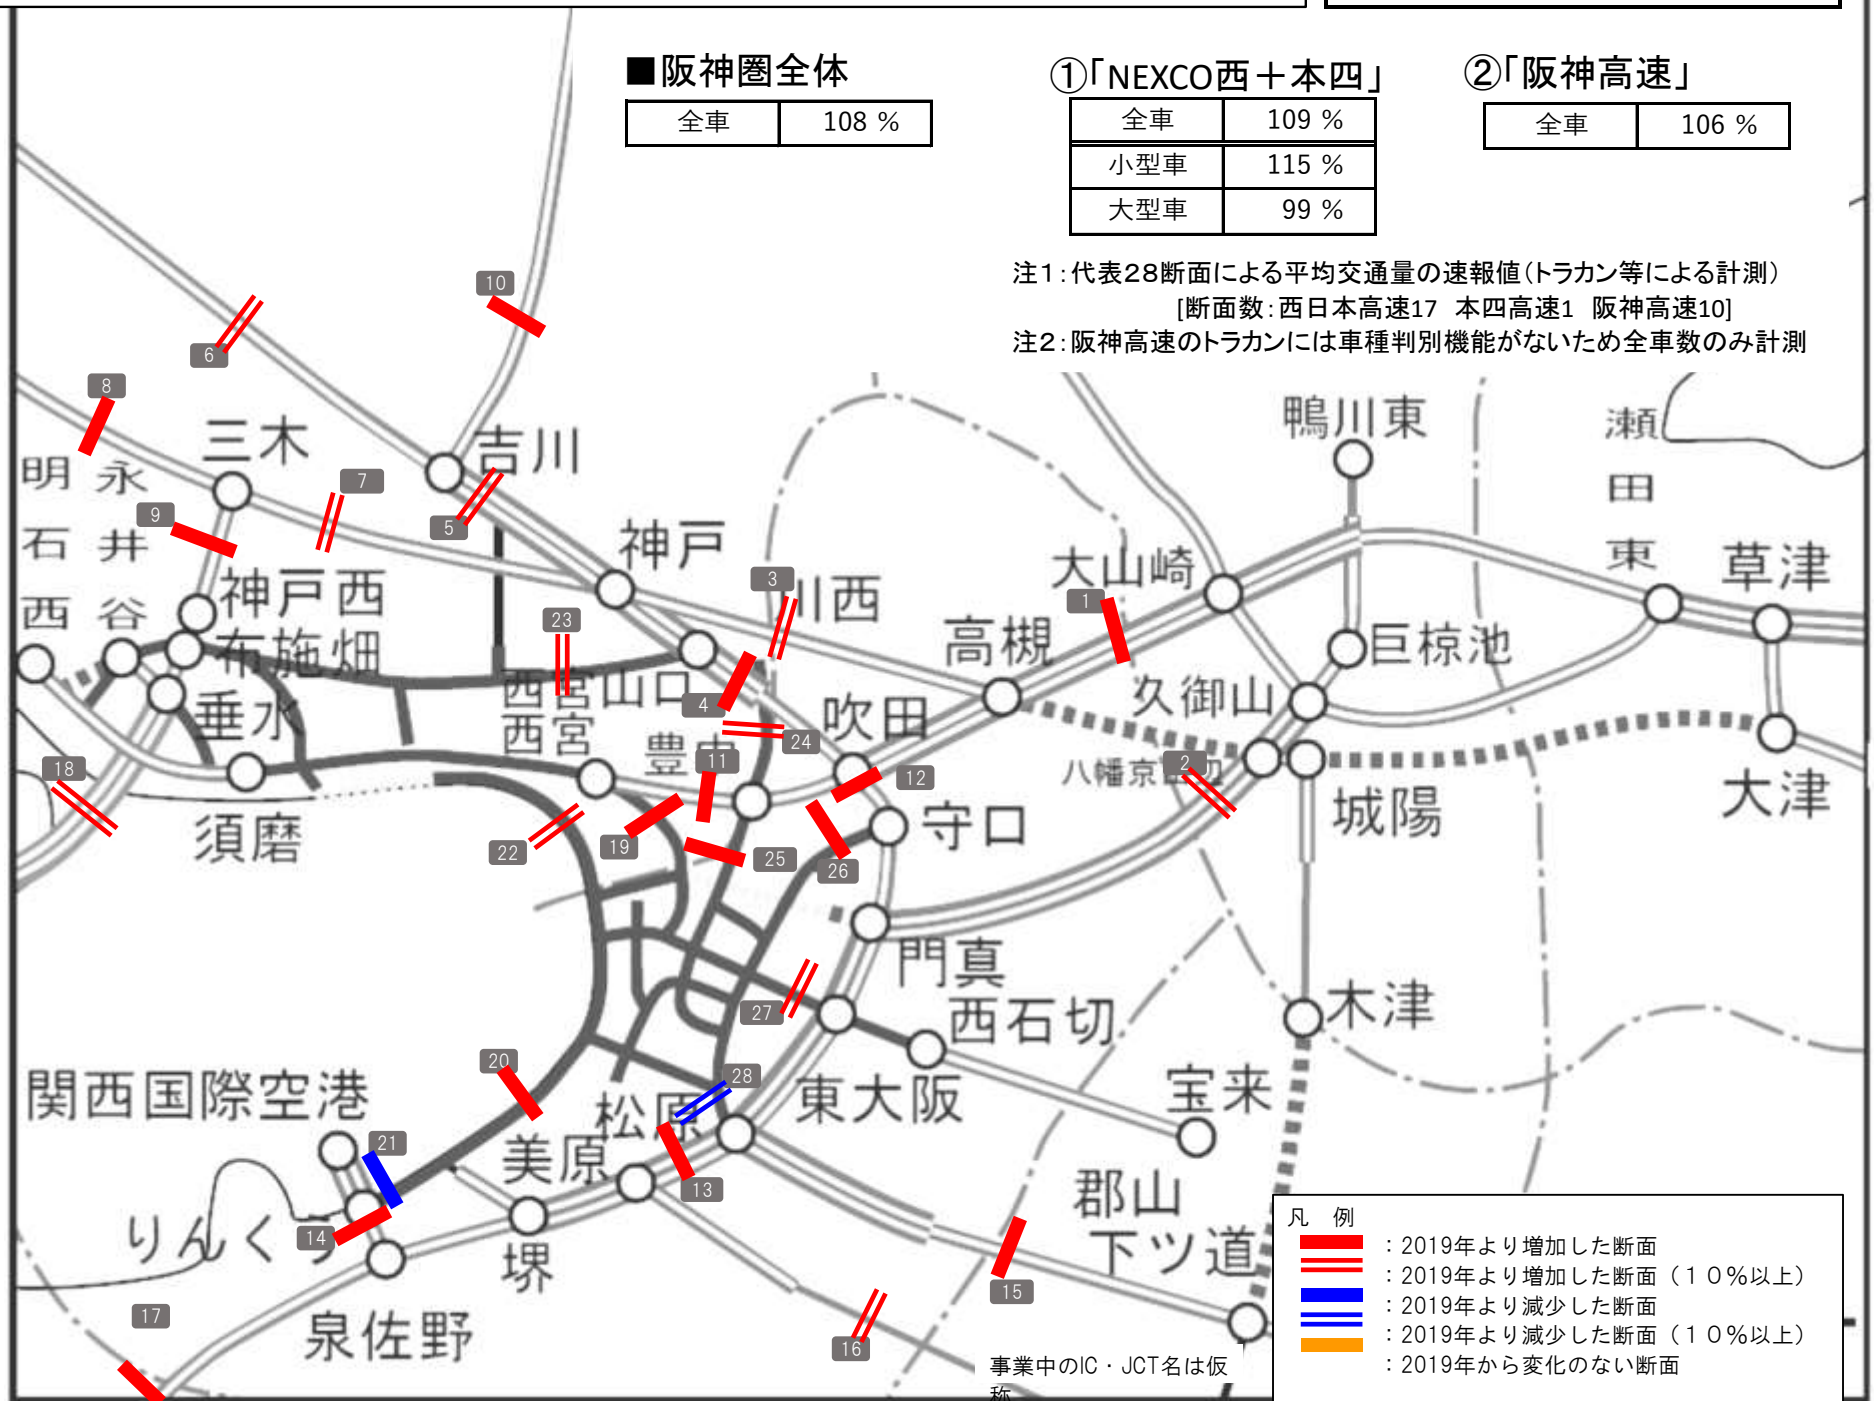 ■阪神圏全体
全車 108 %
①｢NEXCO西＋本四｣
全車 109 %
小型車 115 %
大型車 99 %
②｢阪神高速｣
全車 106 %
注１：代表２８断面による平均交通量の速報値（トラカン等による計測）
[断面数：西日本高速17 本四高速1 阪神高速10]
注２：阪神高速のトラカンには車種判別機能がないため全車数のみ計測
10
6
8
三木
吉川
鴨川東
瀬田東
明石西
永井谷
7
9
5
神戸
3
川西
大山崎
1
草津
神戸西
布施畑
23
高槻
巨椋池
西宮山口
西宮
4
久御山
垂水
24
吹田
豊中
11
12
18
2
八幡京田辺
城陽
大津
須磨
22
19
25
26
守口
門真
27
西石切
木津
20
28
関西国際空港
松原
東大阪
宝来
21
美原
13
郡山
下ツ道
14
りんくう
堺
15
17
泉佐野
16
事業中のIC・JCT名は仮
称
凡 例
：2019年より増加した断面
：2019年より増加した断面（１０％以上）
：2019年より減少した断面
：2019年より減少した断面（１０％以上）
：2019年から変化のない断面